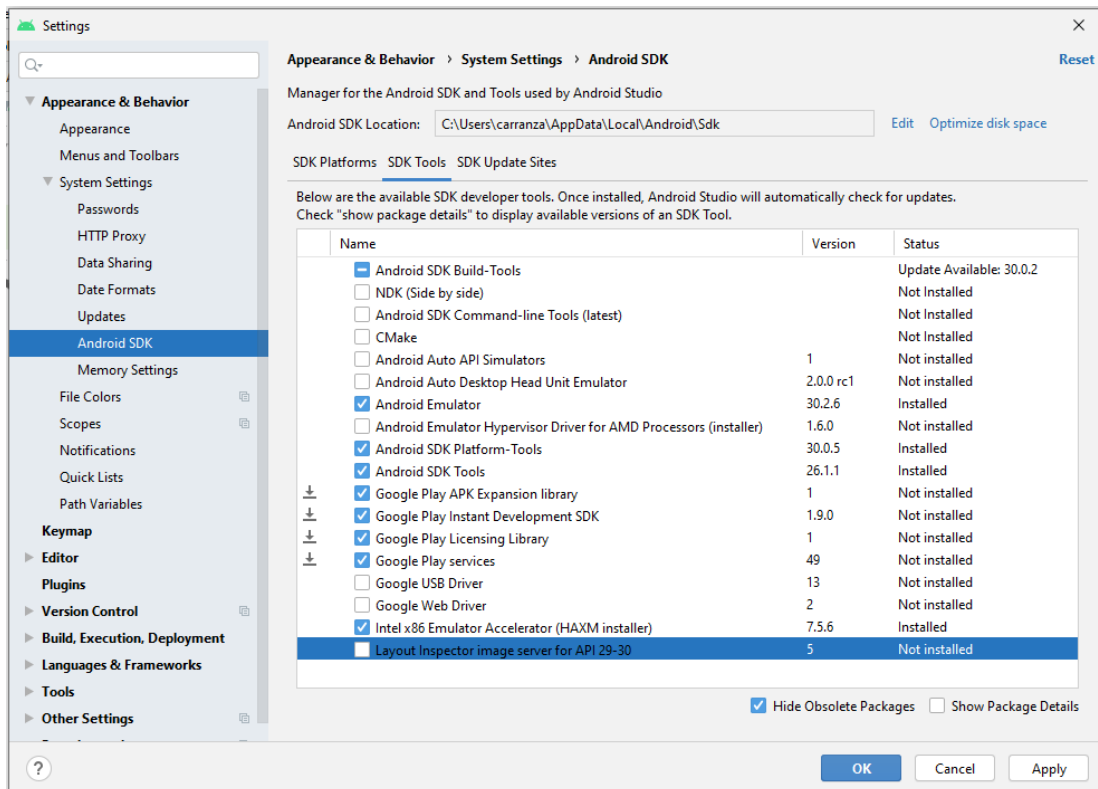 Settings
Appearance & Behavior
Appearance
Menus and Toolbars
System Settings
Passwords
HTTP Proxy
Data Sharing
Date Formats
Updates
Android SDK
Memory Settings
File Colors
Scopes
Notifications
Quick Lists
Path Variables
Keymap
Editor
Plugins
Version Control
Build, Execution, Deployment
Languages & Frameworks
Tools
Other Settings
Appearance & Behavior > System Settings > Android SDK Reset
Manager for the Android SDK and Tools used by Android Studio
Android SDK Location: C:\Users\carranza\AppData\Local\Android\Sdk Edit Optimize disk space
SDK Platforms SDK Tools SDK Update Sites
Below are the available SDK developer tools. Once installed, Android Studio will automatically check for updates.
Check "show package details" to display available versions of an SDK Tool.
Name Version Status
Android SDK Build-Tools Update Available: 30.0.2
NDK (Side by side) Not Installed
Android SDK Command-line Tools (latest) Not Installed
CMake Not Installed
Android Auto API Simulators 1 Not installed
Android Auto Desktop Head Unit Emulator 2.0.0 rc1 Not installed
Android Emulator 30.2.6 Installed
Android Emulator Hypervisor Driver for AMD Processors (installer) 1.6.0 Not installed
Android SDK Platform-Tools 30.0.5 Installed
Android SDK Tools 26.1.1 Installed
Google Play APK Expansion library 1 Not installed
Google Play Instant Development SDK 1.9.0 Not installed
Google Play Licensing Library 1 Not installed
Google Play services 49 Not installed
Google USB Driver 13 Not installed
Google Web Driver 2 Not installed
Intel x86 Emulator Accelerator (HAXM installer) 7.5.6 Installed
Layout Inspector image server for API 29-30 5 Not installed
Hide Obsolete Packages Show Package Details
? OK Cancel Apply